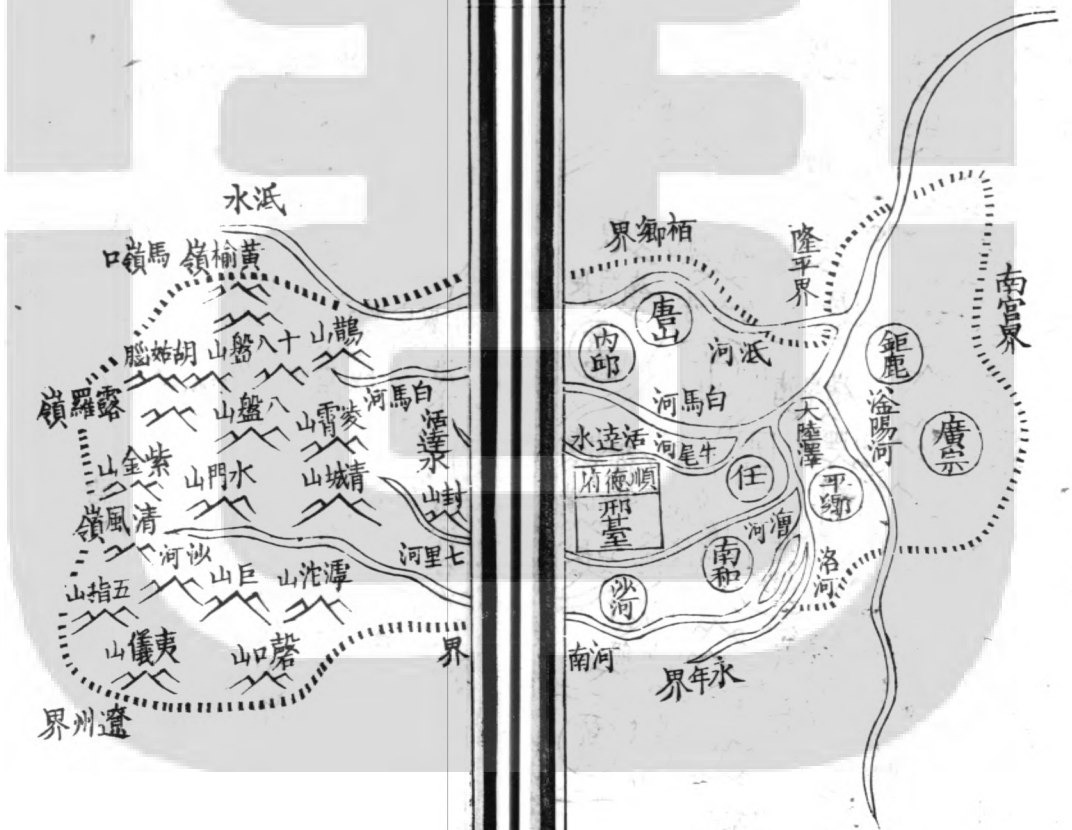 柏鄉界
隆平界
南宮界
唐山
內邱
泜河
鉅鹿
白馬河
大陸澤
滏陽河
廣宗
活逵水
牛尾河
任
平鄉
順德府
邢臺
澧河
南和
洺河
沙河
河南
永年界
泜水
黃榆嶺
馬嶺口
鵲山
十八盤山
胡姑腦
白馬河
露羅嶺
八盤山
凌霄山
活逵水
紫金山
水門山
清城山
封山
清風嶺
七里河
沙河
五指山
巨山
滹沱山
夷儀山
磬口山
界
遼州界